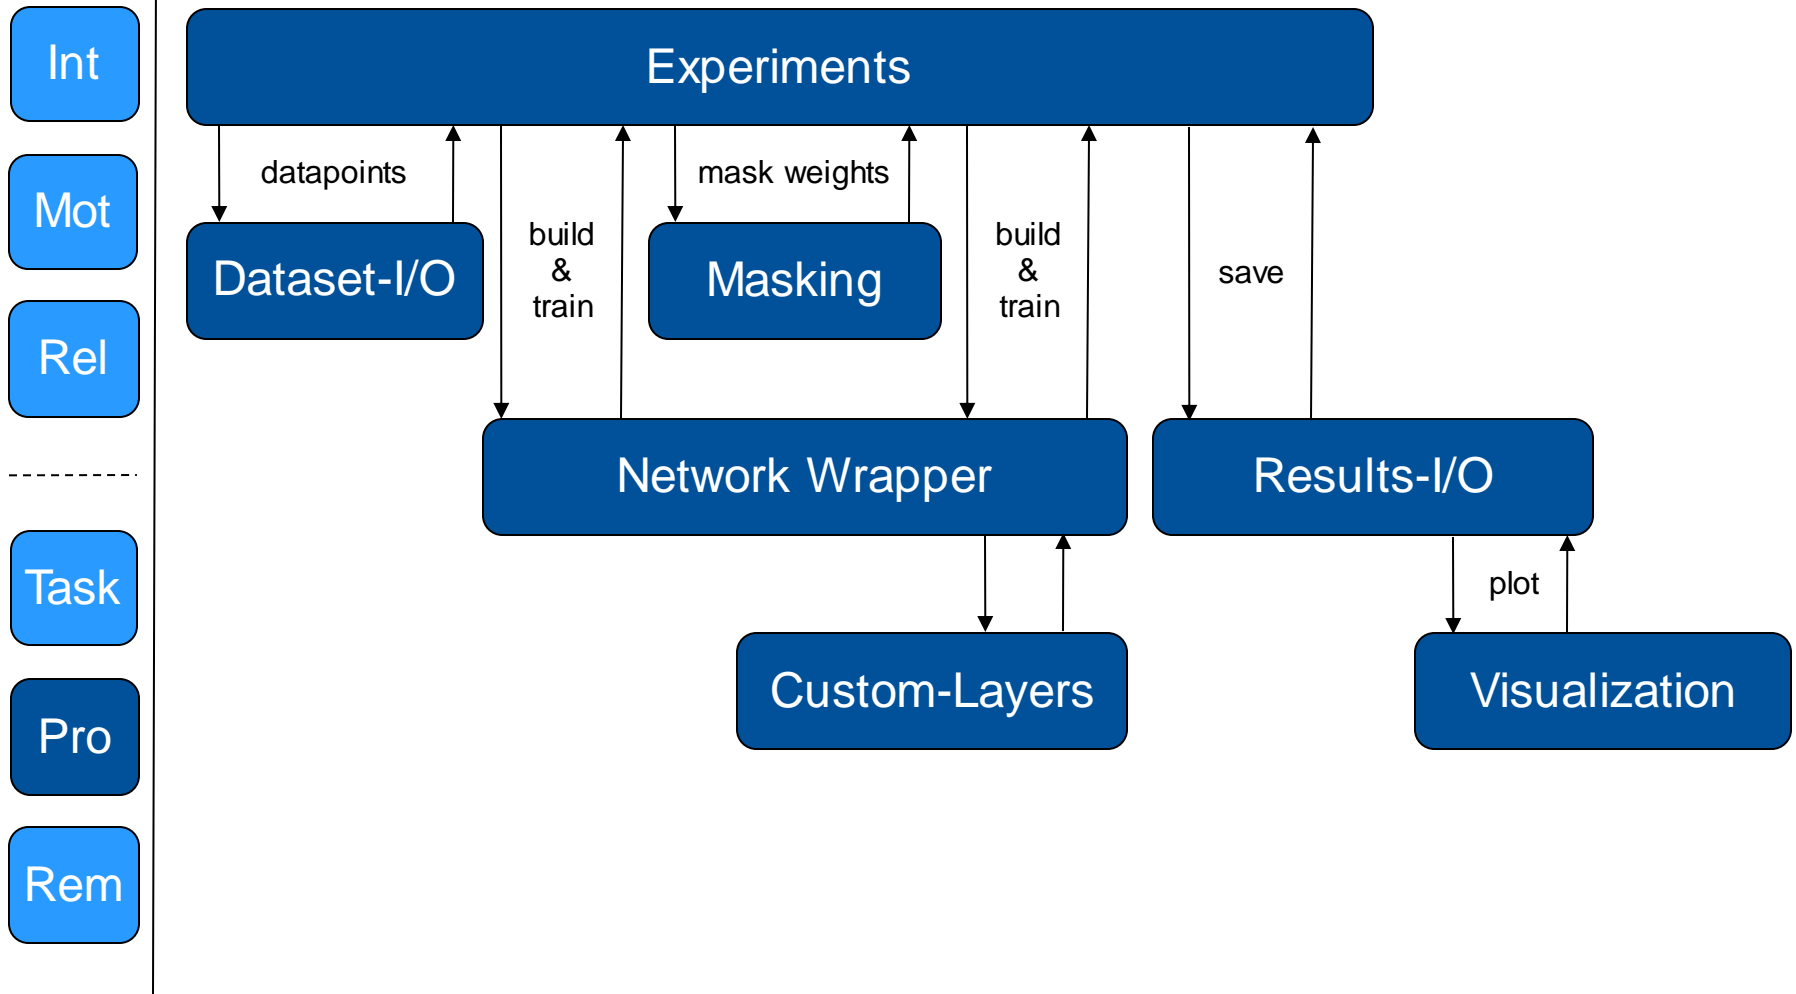 Int
Mot
Rel
Task
Pro
Rem
Experiments
datapoints
mask weights
build
&
train
build
&
train
save
Dataset-I/O
Masking
Network Wrapper
Results-I/O
plot
Custom-Layers
Visualization